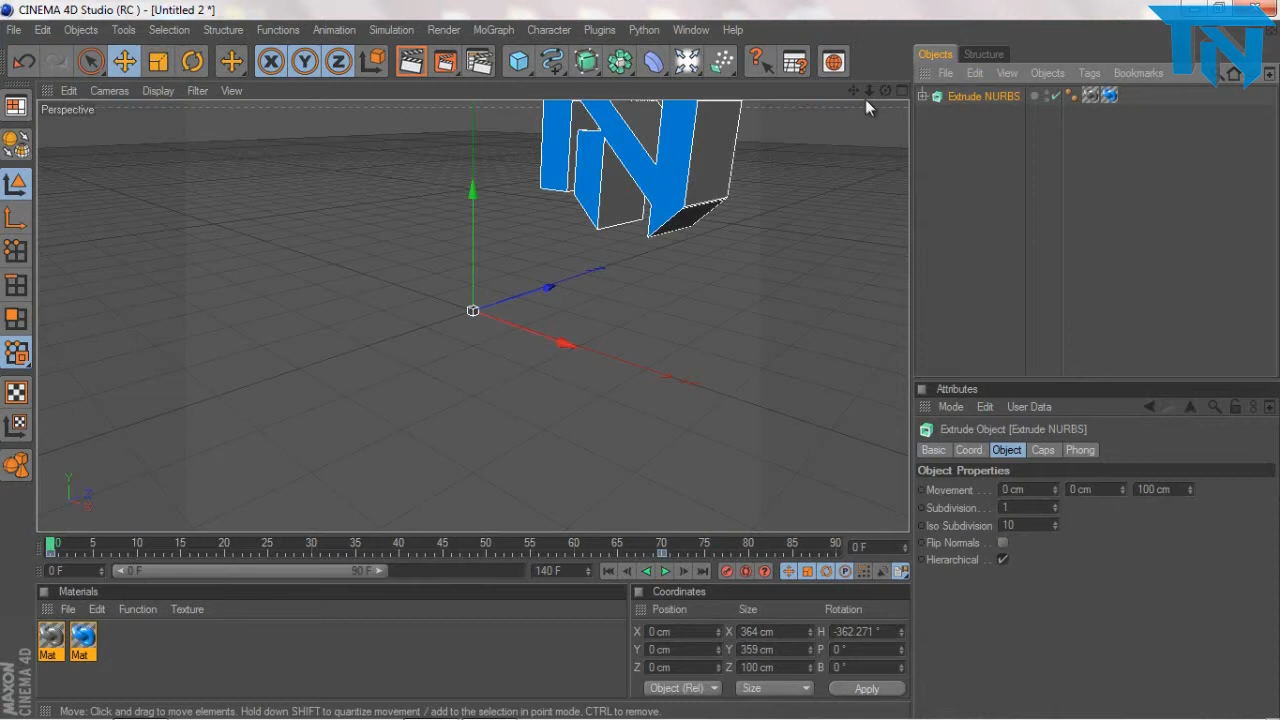 CINEMA 4D Studio (RC ) - [Untitled 2 *]
File Edit Objects Tools Selection Structure Functions Animation Simulation Render MoGraph Character Plugins Window Python Help
Objects Structure
File Edit View Objects Tags Bookmarks
Edit Cameras Display Filter View
Extrude NURBS
Perspective
Y
Z
X
Attributes
Mode Edit User Data
Extrude Object [Extrude NURBS]
Basic Coord Object Caps Phong
Object Properties
Movement . . . 0 cm 0 cm 100 cm
Subdivision . . 1
Iso Subdivision 10
Flip Normals
Hierarchical
0 5 10 15 20 25 30 35 40 45 50 55 60 65 70 75 80 85 90 0 F
0 F 0 F 90 F 140 F
Materials
File Edit Function Texture
Mat Mat
Coordinates
Position Size Rotation
X 0 cm X 364 cm H -362.271 °
Y 0 cm Y 359 cm P 0 °
Z 0 cm Z 100 cm B 0 °
Object (Rel) Size Apply
MAXON
CINEMA 4D
Move: Click and drag to move elements. Hold down SHIFT to quantize movement / add to the selection in point mode. CTRL to remove.